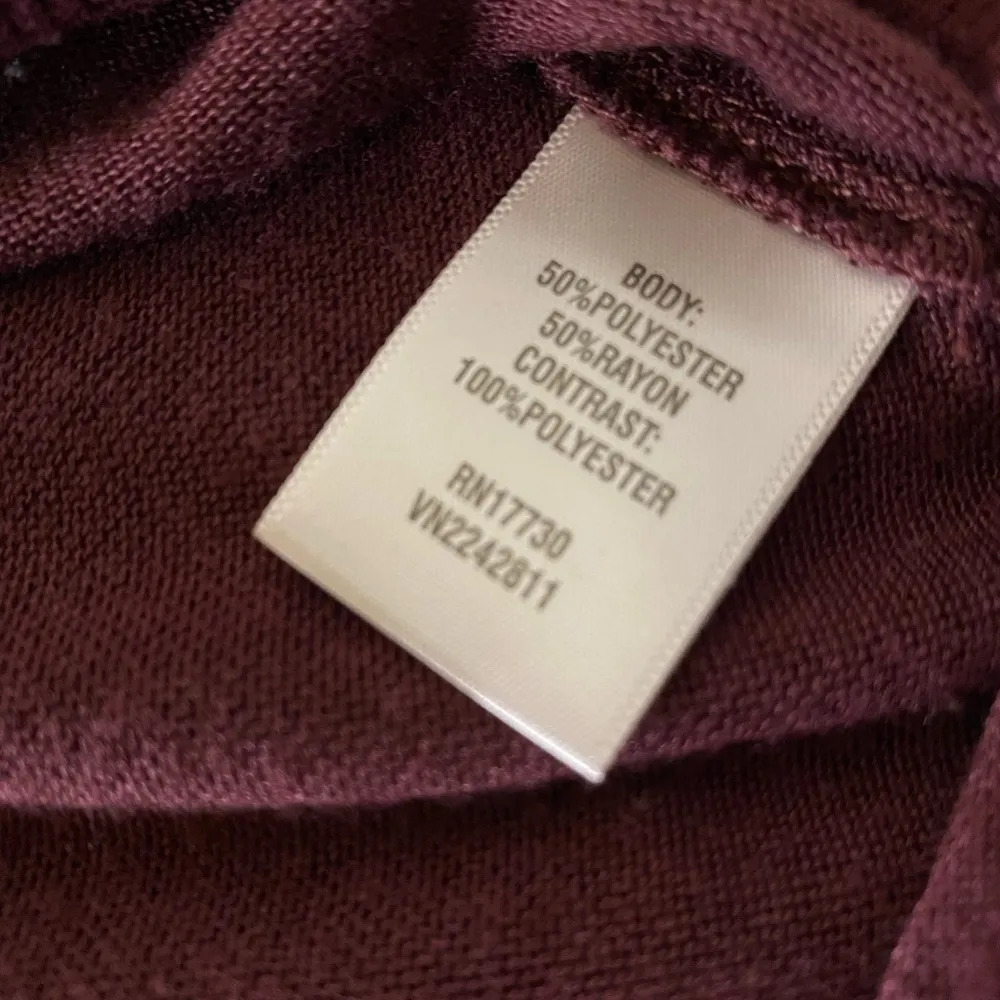 BODY:
50%POLYESTER
50%RAYON
CONTRAST:
100%POLYESTER
RN17730
VN2242811